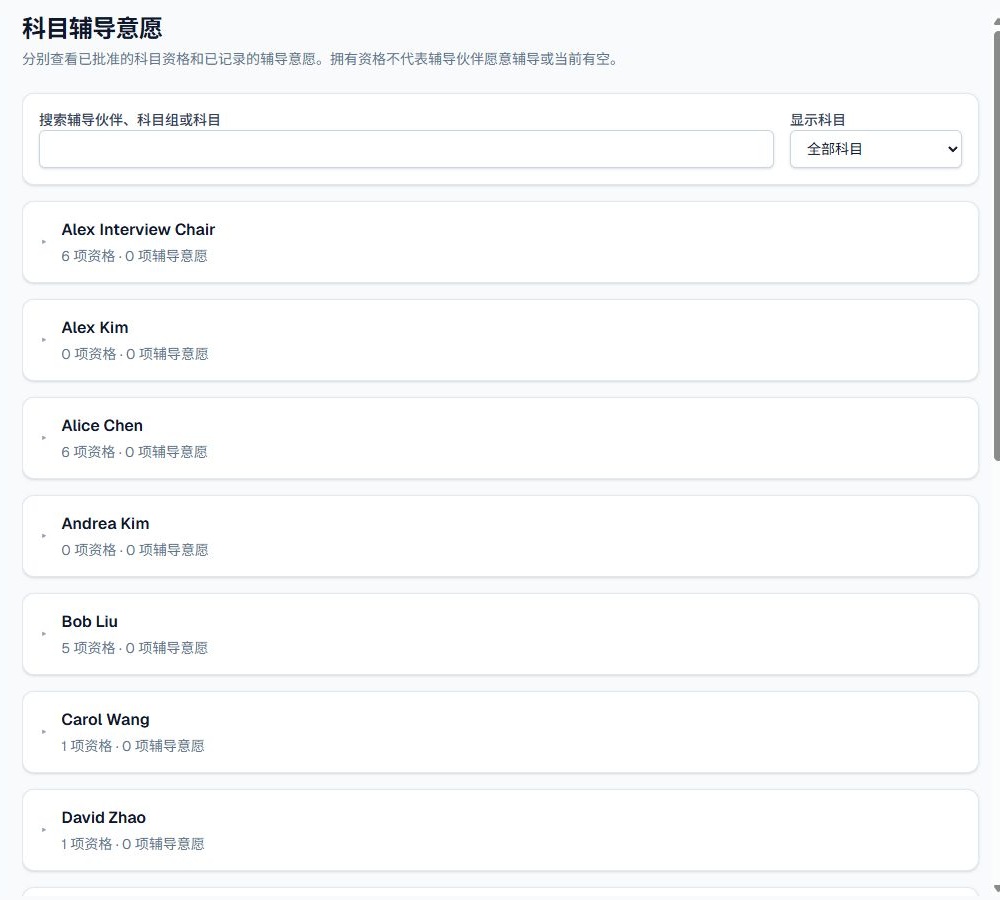 科目辅导意愿
分别查看已批准的科目资格和已记录的辅导意愿。拥有资格不代表辅导伙伴愿意辅导或当前有空。
搜索辅导伙伴、科目组或科目
显示科目
全部科目
Alex Interview Chair
6 项资格 · 0 项辅导意愿
Alex Kim
0 项资格 · 0 项辅导意愿
Alice Chen
6 项资格 · 0 项辅导意愿
Andrea Kim
0 项资格 · 0 项辅导意愿
Bob Liu
5 项资格 · 0 项辅导意愿
Carol Wang
1 项资格 · 0 项辅导意愿
David Zhao
1 项资格 · 0 项辅导意愿